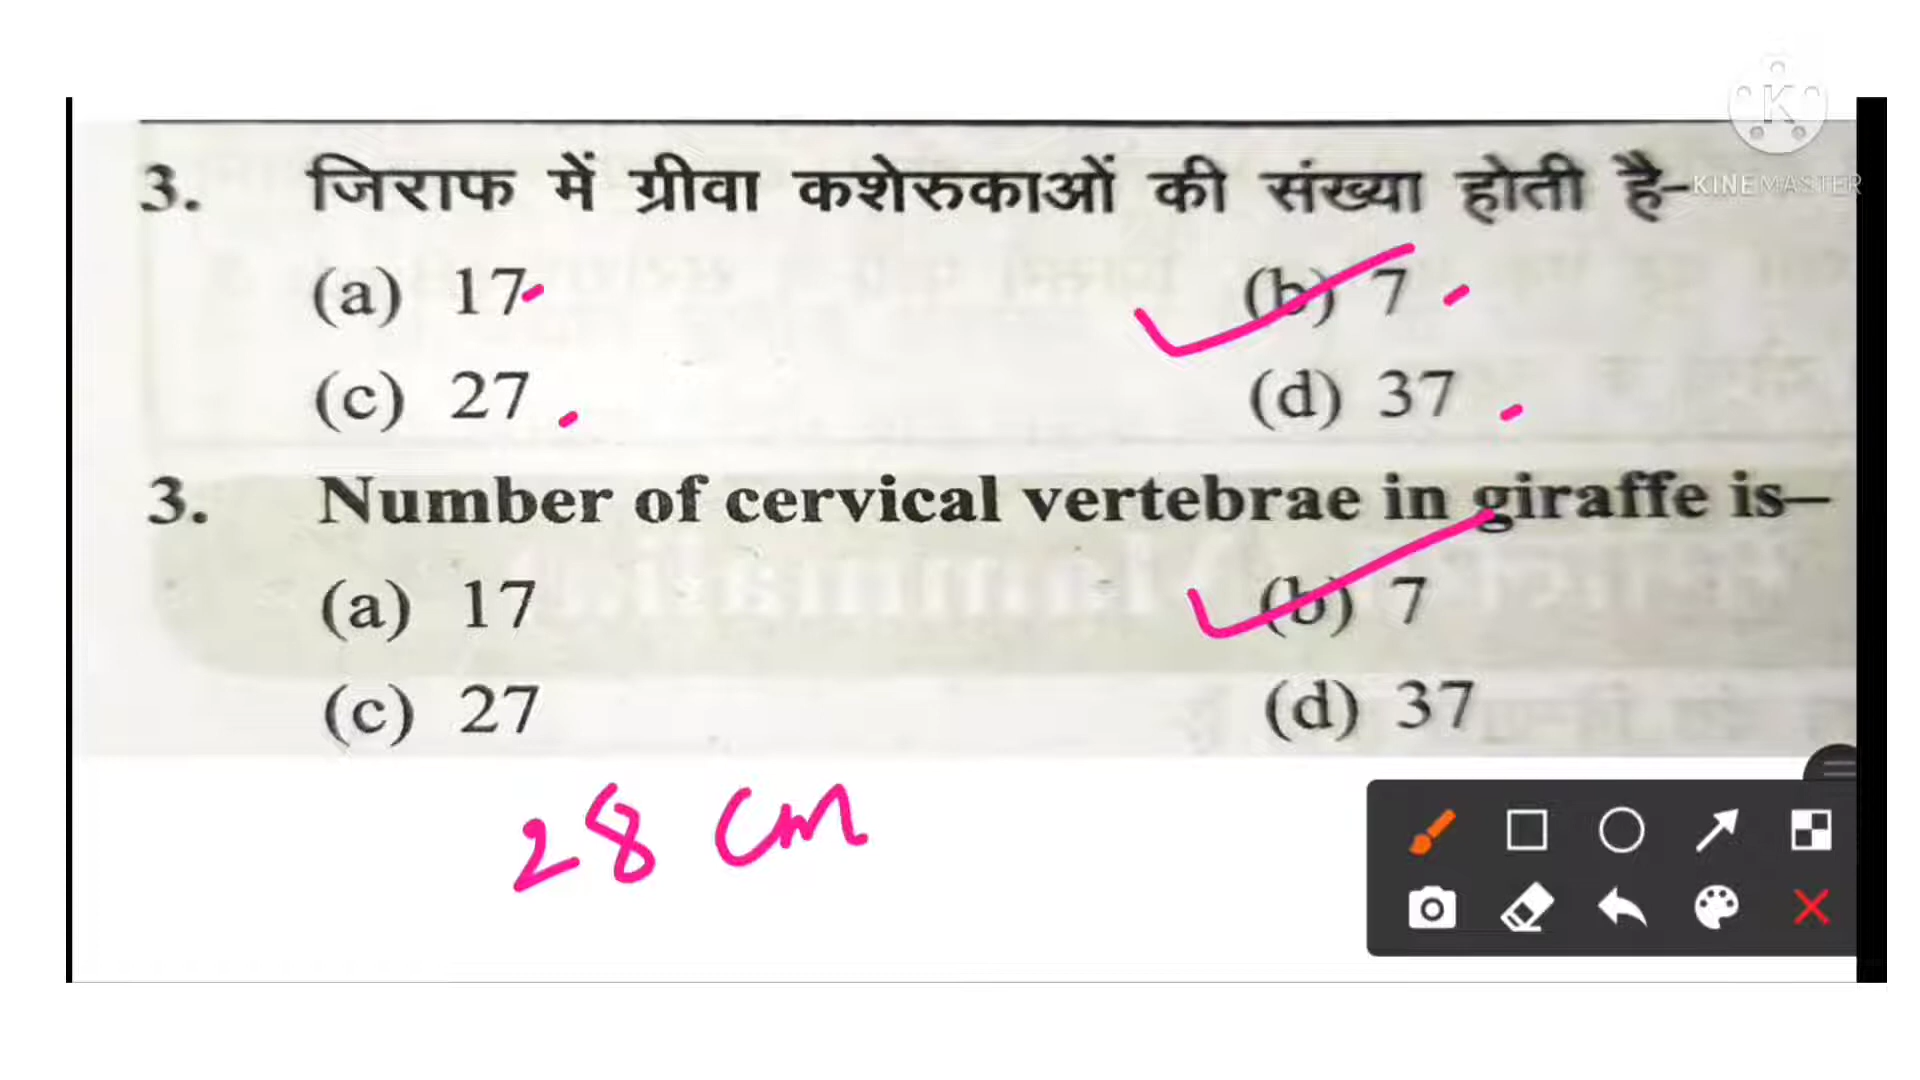 K
KINEMASTER
3. जिराफ में ग्रीवा कशेरुकाओं की संख्या होती है–
(a) 17 (b) 7
(c) 27 (d) 37
3. Number of cervical vertebrae in giraffe is–
(a) 17 (b) 7
(c) 27 (d) 37
28 cm